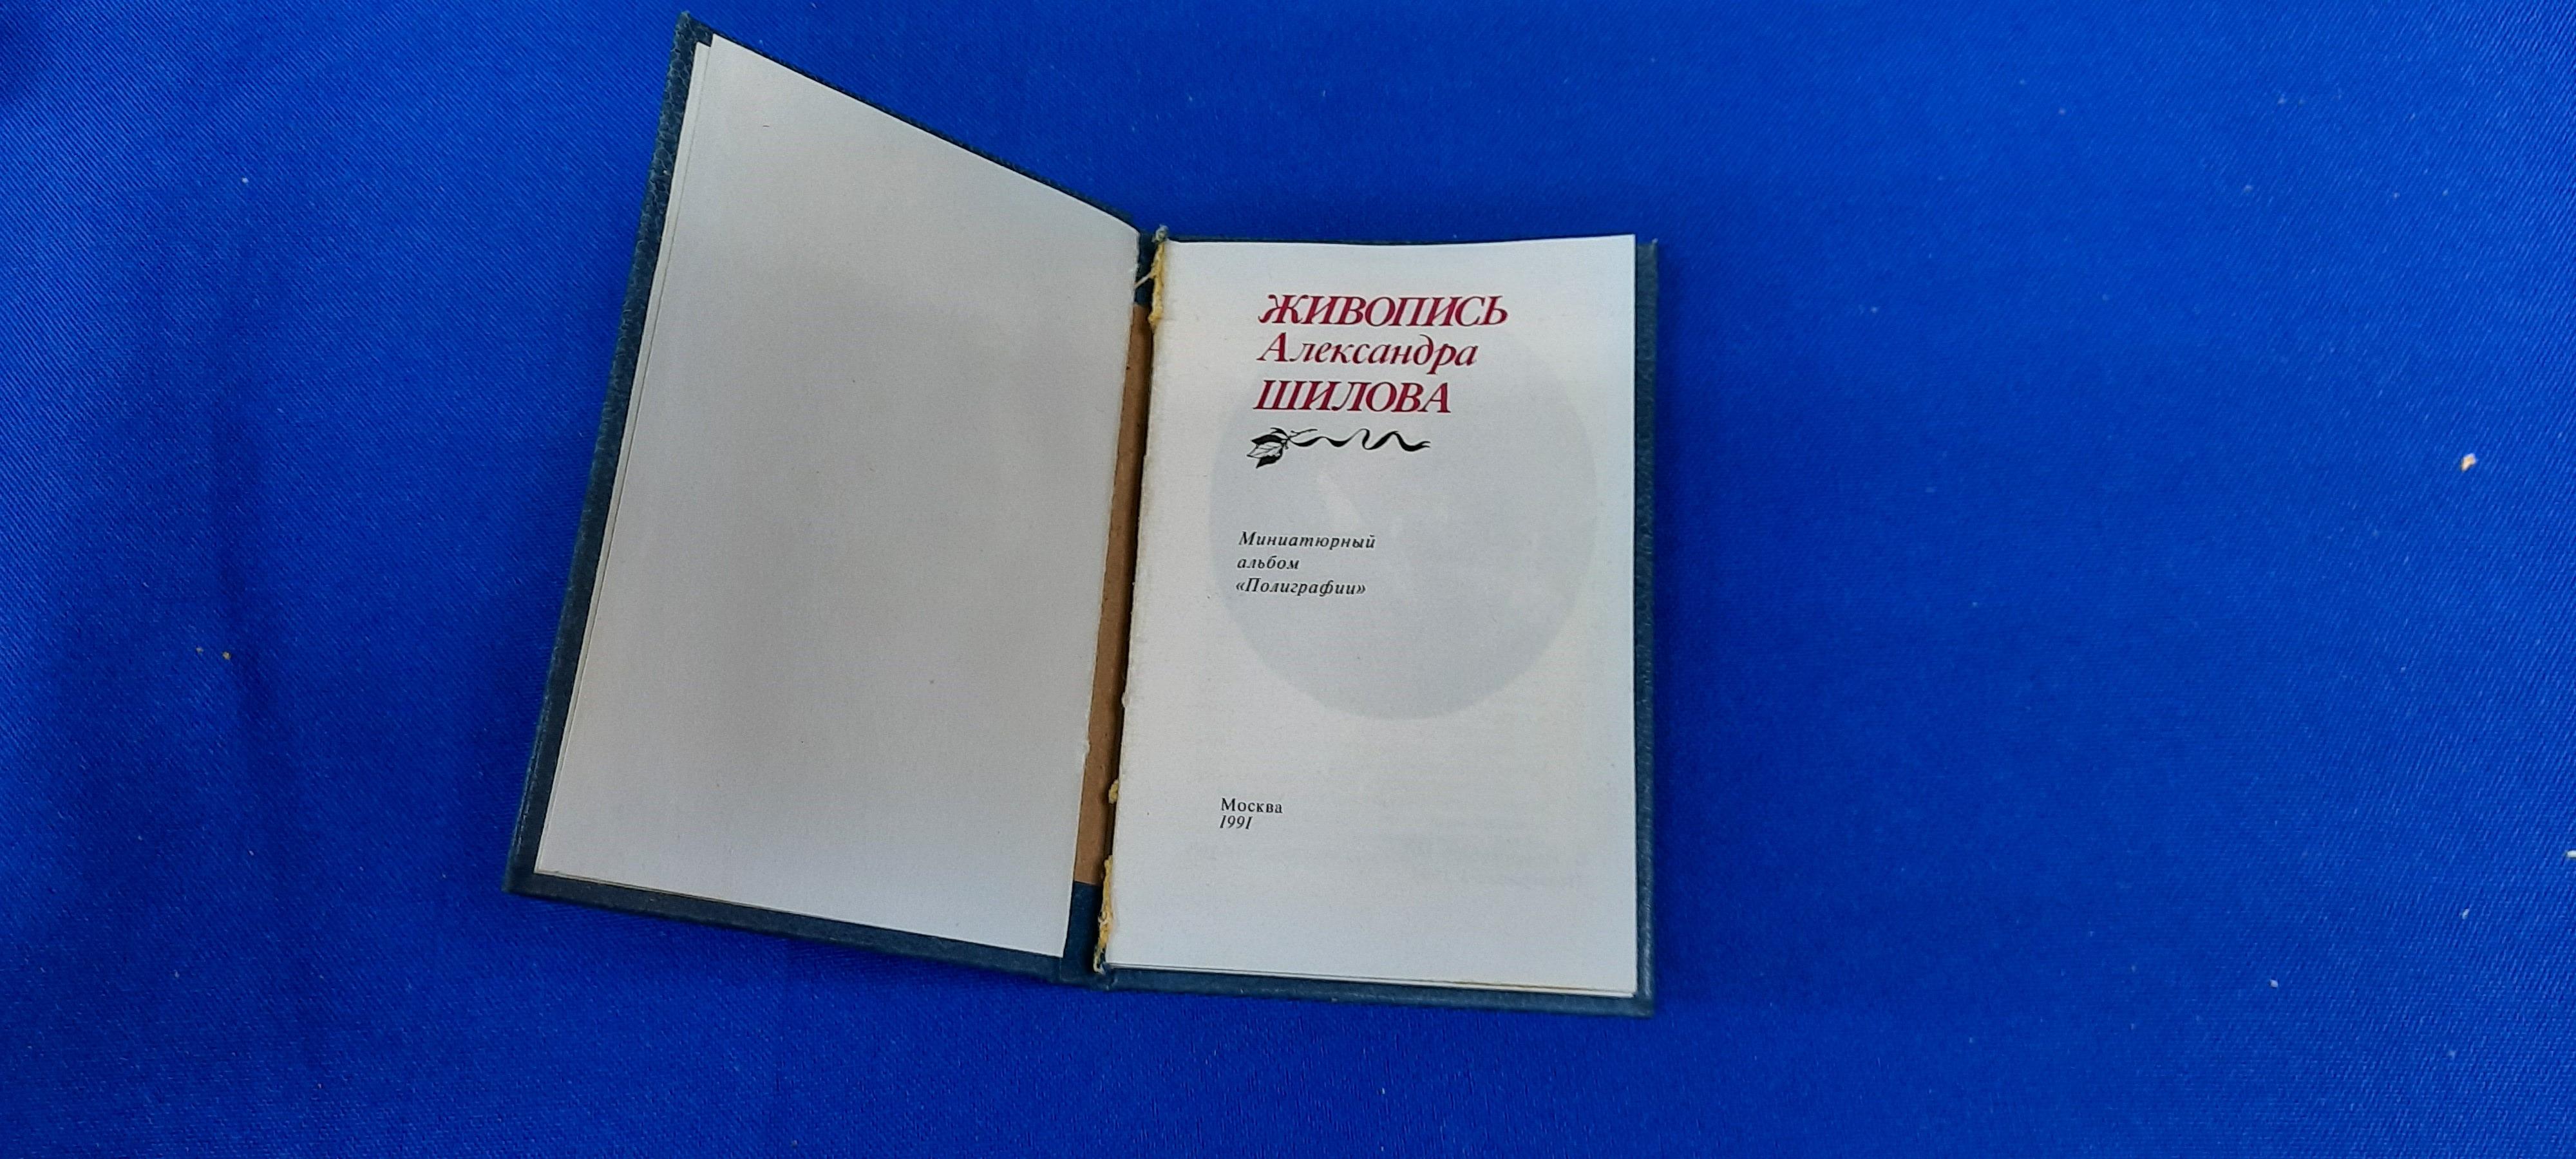 ЖИВОПИСЬ
Александра
ШИЛОВА
Миниатюрный
альбом
«Полиграфии»
Москва
1991